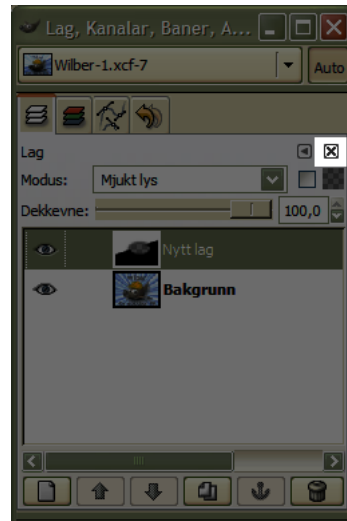 Lag, Kanalar, Baner, A...
Wilber-1.xcf-7
Auto
Lag
Modus: Mjukt lys
Dekkevne: 100,0
Nytt lag
Bakgrunn